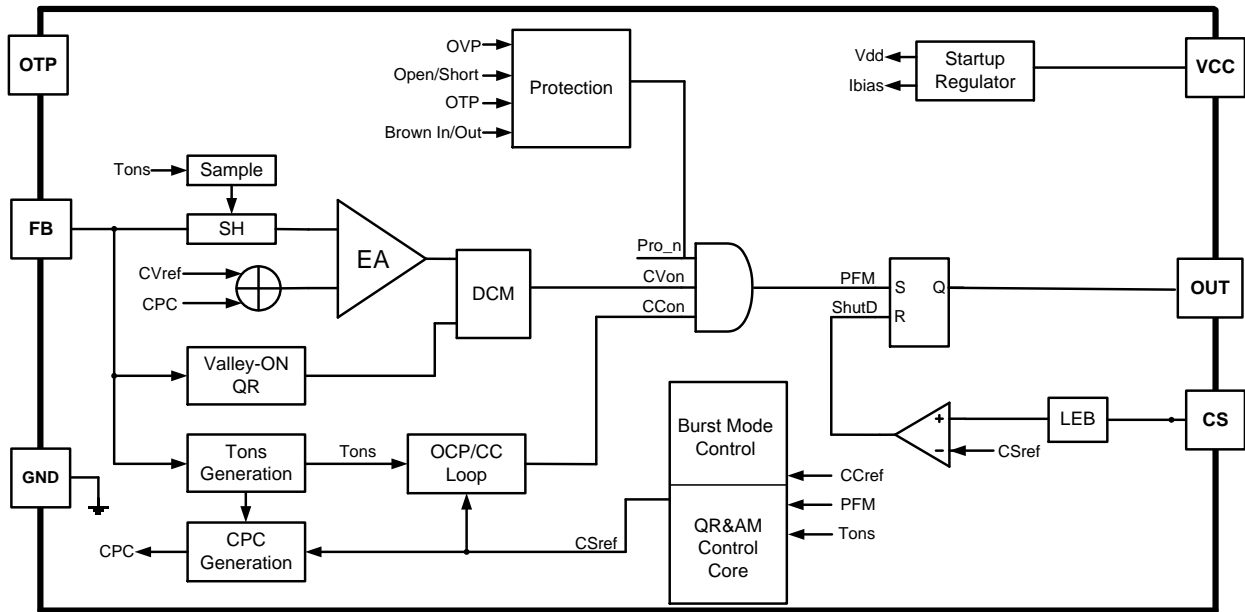 OTP
FB
GND
VCC
OUT
CS
OVP
Open/Short
OTP
Brown In/Out
Protection
Vdd
Ibias
Startup
Regulator
Tons
Sample
SH
CVref
CPC
EA
DCM
Valley-ON
QR
Tons
Generation
Tons
OCP/CC
Loop
CPC
CPC
Generation
CSref
Pro_n
CVon
CCon
PFM
ShutD
S
Q
R
LEB
+
−
CSref
Burst Mode
Control
QR&AM
Control
Core
CCref
PFM
Tons